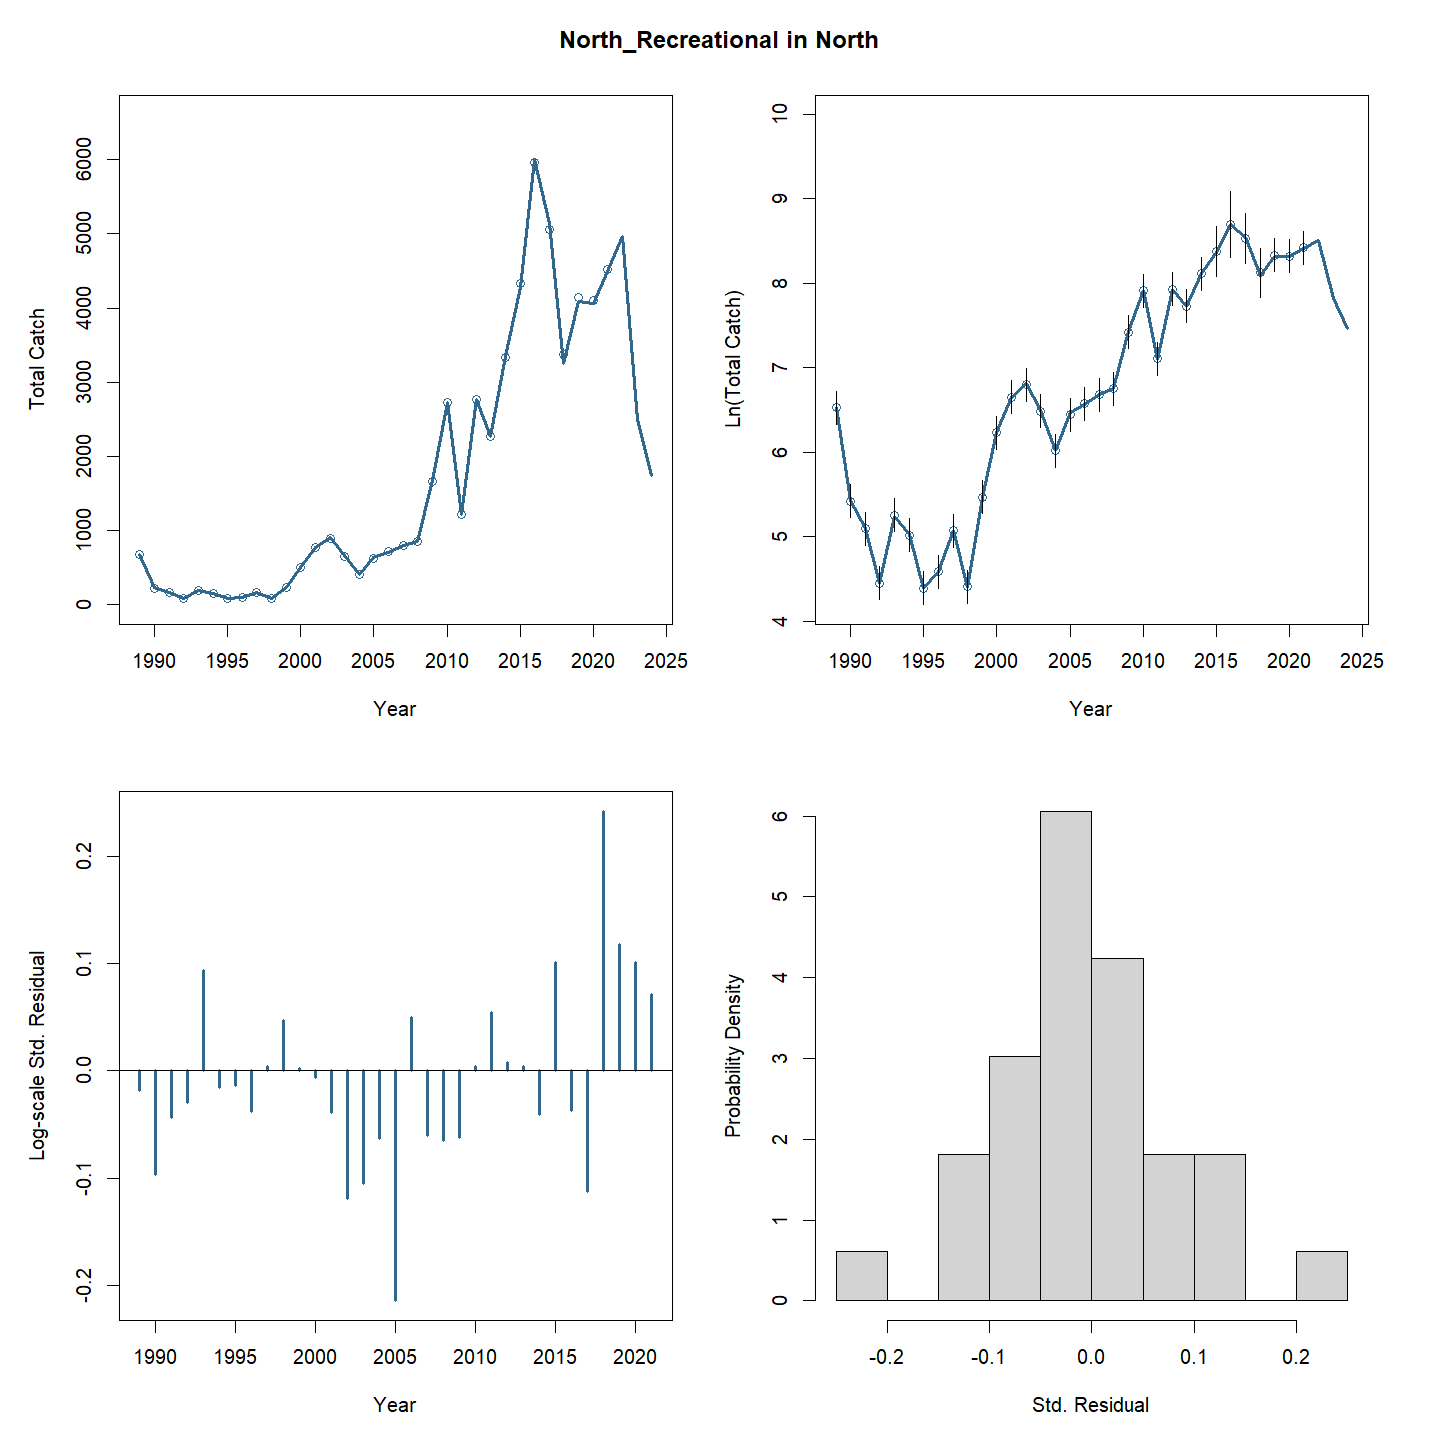 North_Recreational in North
Total Catch
0 1000 2000 3000 4000 5000 6000
1990 1995 2000 2005 2010 2015 2020 2025
Year
Ln(Total Catch)
4 5 6 7 8 9 10
1990 1995 2000 2005 2010 2015 2020 2025
Year
Log-scale Std. Residual
-0.2 -0.1 0.0 0.1 0.2
1990 1995 2000 2005 2010 2015 2020
Year
Probability Density
0 1 2 3 4 5 6
-0.2 -0.1 0.0 0.1 0.2
Std. Residual